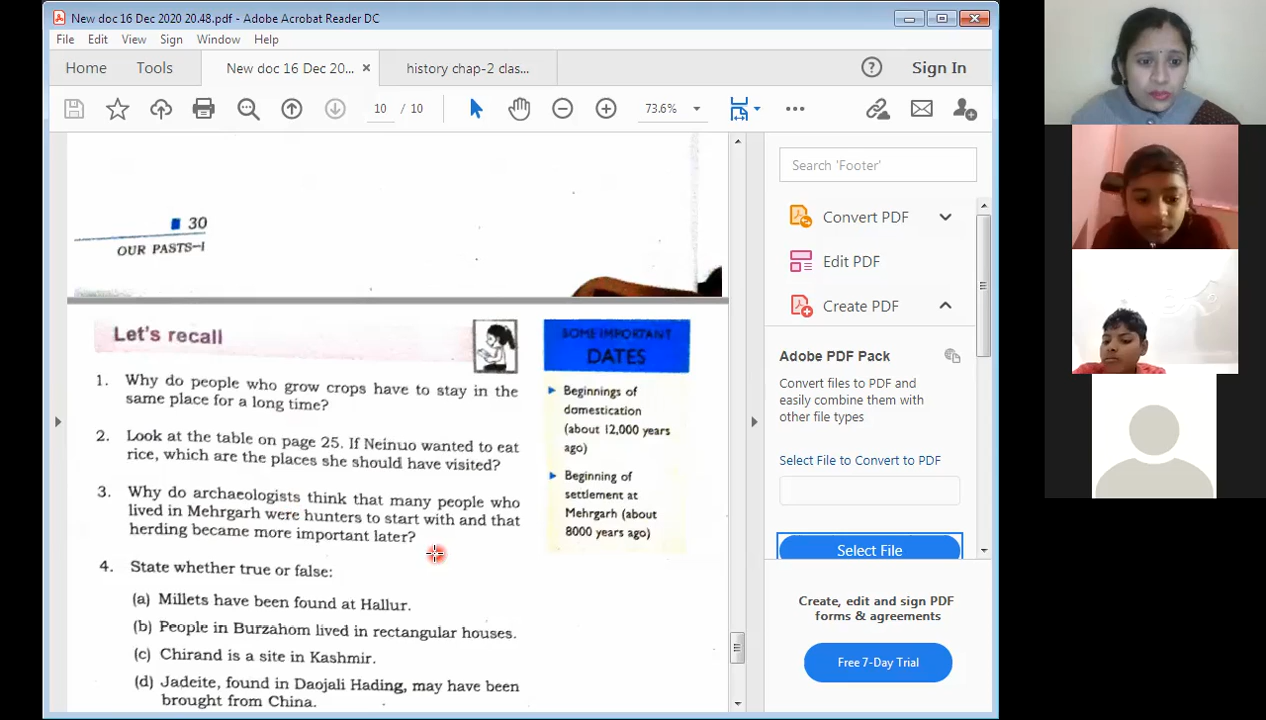 New doc 16 Dec 2020 20.48.pdf - Adobe Acrobat Reader DC
File Edit View Sign Window Help
Home Tools New doc 16 Dec 20... × history chap-2 clas... Sign In
10 / 10 73.6%
30
OUR PASTS–I
Let's recall
1. Why do people who grow crops have to stay in the
same place for a long time?
2. Look at the table on page 25. If Neinuo wanted to eat
rice, which are the places she should have visited?
3. Why do archaeologists think that many people who
lived in Mehrgarh were hunters to start with and that
herding became more important later?
4. State whether true or false:
(a) Millets have been found at Hallur.
(b) People in Burzahom lived in rectangular houses.
(c) Chirand is a site in Kashmir.
(d) Jadeite, found in Daojali Hading, may have been
brought from China.
SOME IMPORTANT
DATES
Beginnings of
domestication
(about 12,000 years
ago)
Beginning of
settlement at
Mehrgarh (about
8000 years ago)
Search 'Footer'
Convert PDF
Edit PDF
Create PDF
Adobe PDF Pack
Convert files to PDF and
easily combine them with
other file types
Select File to Convert to PDF
Select File
Create, edit and sign PDF
forms & agreements
Free 7-Day Trial